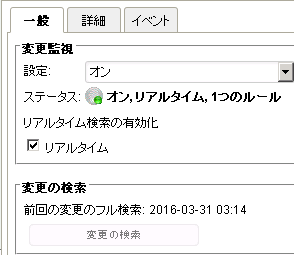 一般 詳細 イベント
変更監視
設定: オン
ステータス: オン,リアルタイム,1つのルール
リアルタイム検索の有効化
リアルタイム
変更の検索
前回の変更のフル検索: 2016-03-31 03:14
変更の検索